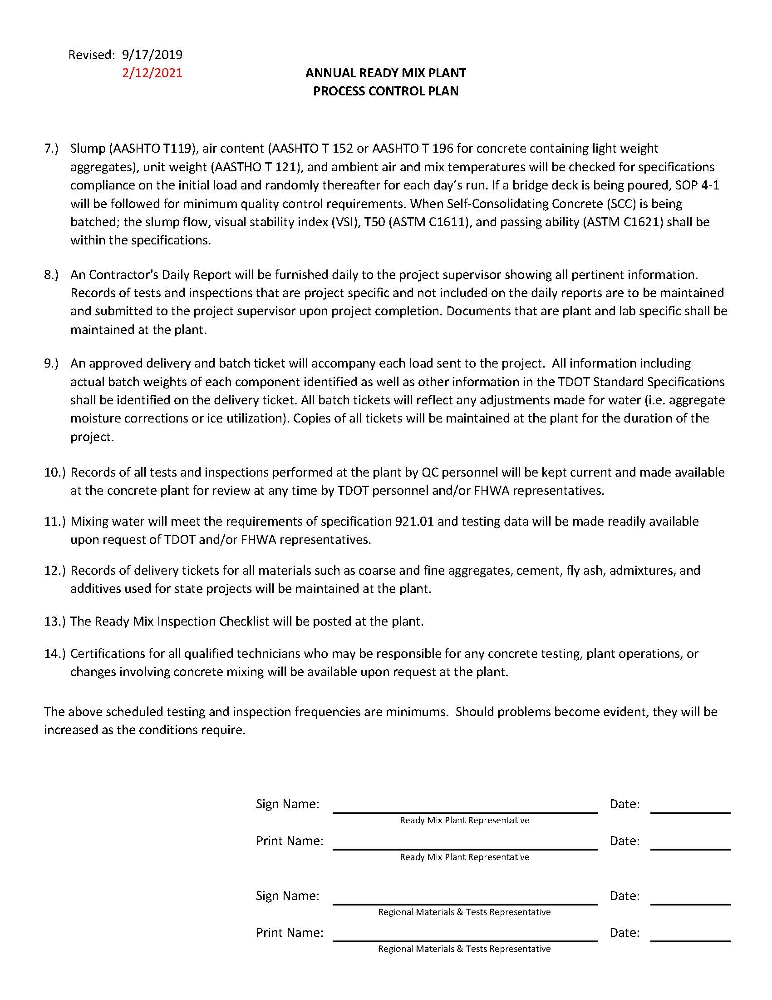 Revised: 9/17/2019
2/12/2021
ANNUAL READY MIX PLANT
PROCESS CONTROL PLAN
7.) Slump (AASHTO T119), air content (AASHTO T 152 or AASHTO T 196 for concrete containing light weight
aggregates), unit weight (AASTHO T 121), and ambient air and mix temperatures will be checked for specifications
compliance on the initial load and randomly thereafter for each day’s run. If a bridge deck is being poured, SOP 4-1
will be followed for minimum quality control requirements. When Self-Consolidating Concrete (SCC) is being
batched; the slump flow, visual stability index (VSI), T50 (ASTM C1611), and passing ability (ASTM C1621) shall be
within the specifications.
8.) An Contractor's Daily Report will be furnished daily to the project supervisor showing all pertinent information.
Records of tests and inspections that are project specific and not included on the daily reports are to be maintained
and submitted to the project supervisor upon project completion. Documents that are plant and lab specific shall be
maintained at the plant.
9.) An approved delivery and batch ticket will accompany each load sent to the project. All information including
actual batch weights of each component identified as well as other information in the TDOT Standard Specifications
shall be identified on the delivery ticket. All batch tickets will reflect any adjustments made for water (i.e. aggregate
moisture corrections or ice utilization). Copies of all tickets will be maintained at the plant for the duration of the
project.
10.) Records of all tests and inspections performed at the plant by QC personnel will be kept current and made available
at the concrete plant for review at any time by TDOT personnel and/or FHWA representatives.
11.) Mixing water will meet the requirements of specification 921.01 and testing data will be made readily available
upon request of TDOT and/or FHWA representatives.
12.) Records of delivery tickets for all materials such as coarse and fine aggregates, cement, fly ash, admixtures, and
additives used for state projects will be maintained at the plant.
13.) The Ready Mix Inspection Checklist will be posted at the plant.
14.) Certifications for all qualified technicians who may be responsible for any concrete testing, plant operations, or
changes involving concrete mixing will be available upon request at the plant.
The above scheduled testing and inspection frequencies are minimums. Should problems become evident, they will be
increased as the conditions require.
Sign Name: Date:
Ready Mix Plant Representative
Print Name: Date:
Ready Mix Plant Representative
Sign Name: Date:
Regional Materials & Tests Representative
Print Name: Date:
Regional Materials & Tests Representative